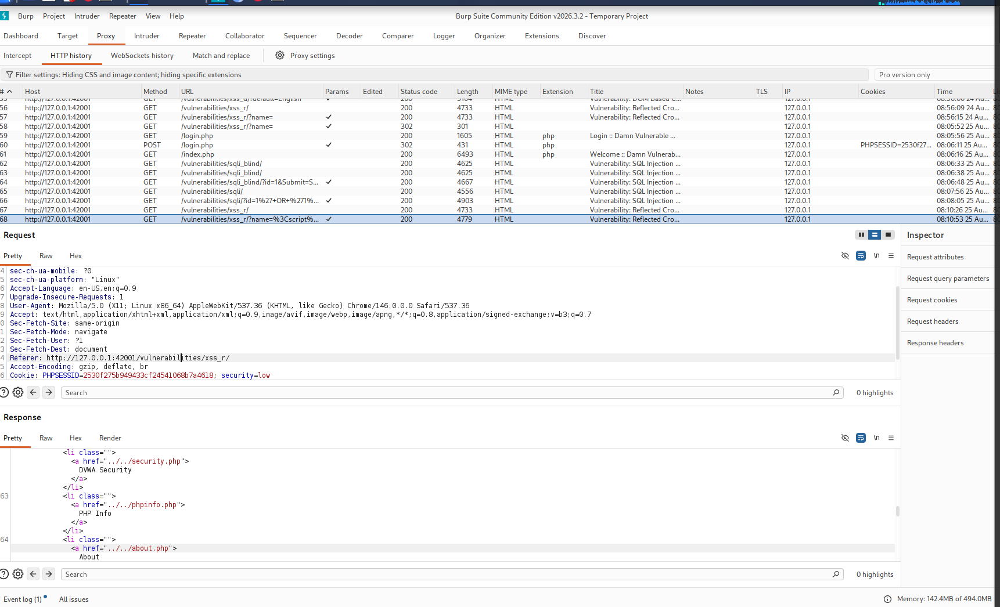 Burp Project Intruder Repeater View Help Burp Suite Community Edition v2026.3.2 - Temporary Project
Dashboard Target Proxy Intruder Repeater Collaborator Sequencer Decoder Comparer Logger Organizer Extensions Discover
Intercept HTTP history WebSockets history Match and replace Proxy settings
Filter settings: Hiding CSS and image content; hiding specific extensions Pro version only
# Host Method URL Params Edited Status code Length MIME type Extension Title Notes TLS IP Cookies Time
55 http://127.0.0.1:42001 GET /vulnerabilities/xss_d/?default=English ✓ 200 5104 HTML Vulnerability: DOM Based C... 127.0.0.1 08:56:00 24 Au...
56 http://127.0.0.1:42001 GET /vulnerabilities/xss_r/ 200 4733 HTML Vulnerability: Reflected Cro... 127.0.0.1 08:56:09 24 Au...
57 http://127.0.0.1:42001 GET /vulnerabilities/xss_r/?name= ✓ 200 4733 HTML Vulnerability: Reflected Cro... 127.0.0.1 08:56:15 24 Au...
58 http://127.0.0.1:42001 GET /vulnerabilities/xss_r/?name= ✓ 302 301 HTML 127.0.0.1 08:05:52 25 Au...
59 http://127.0.0.1:42001 GET /login.php 200 1605 HTML php Login :: Damn Vulnerable ... 127.0.0.1 08:05:56 25 Au...
60 http://127.0.0.1:42001 POST /login.php ✓ 302 431 HTML php 127.0.0.1 PHPSESSID=2530f27... 08:06:11 25 Au...
61 http://127.0.0.1:42001 GET /index.php 200 6493 HTML php Welcome :: Damn Vulnerab... 127.0.0.1 08:06:16 25 Au...
62 http://127.0.0.1:42001 GET /vulnerabilities/sqli_blind/ 200 4625 HTML Vulnerability: SQL Injection ... 127.0.0.1 08:06:33 25 Au...
63 http://127.0.0.1:42001 GET /vulnerabilities/sqli_blind/ 200 4625 HTML Vulnerability: SQL Injection ... 127.0.0.1 08:06:38 25 Au...
64 http://127.0.0.1:42001 GET /vulnerabilities/sqli_blind/?id=1&Submit=S... ✓ 200 4667 HTML Vulnerability: SQL Injection ... 127.0.0.1 08:06:48 25 Au...
65 http://127.0.0.1:42001 GET /vulnerabilities/sqli/ 200 4556 HTML Vulnerability: SQL Injection ... 127.0.0.1 08:07:56 25 Au...
66 http://127.0.0.1:42001 GET /vulnerabilities/sqli/?id=1%27+OR+%271%... ✓ 200 4903 HTML Vulnerability: SQL Injection ... 127.0.0.1 08:08:05 25 Au...
67 http://127.0.0.1:42001 GET /vulnerabilities/xss_r/ 200 4733 HTML Vulnerability: Reflected Cro... 127.0.0.1 08:10:26 25 Au...
68 http://127.0.0.1:42001 GET /vulnerabilities/xss_r/?name=%3Cscript%... ✓ 200 4779 HTML Vulnerability: Reflected Cro... 127.0.0.1 08:10:53 25 Au...
Request
Pretty Raw Hex \n
4 sec-ch-ua-mobile: ?0
5 sec-ch-ua-platform: "Linux"
6 Accept-Language: en-US,en;q=0.9
7 Upgrade-Insecure-Requests: 1
8 User-Agent: Mozilla/5.0 (X11; Linux x86_64) AppleWebKit/537.36 (KHTML, like Gecko) Chrome/146.0.0.0 Safari/537.36
9 Accept: text/html,application/xhtml+xml,application/xml;q=0.9,image/avif,image/webp,image/apng,*/*;q=0.8,application/signed-exchange;v=b3;q=0.7
0 Sec-Fetch-Site: same-origin
1 Sec-Fetch-Mode: navigate
2 Sec-Fetch-User: ?1
3 Sec-Fetch-Dest: document
4 Referer: http://127.0.0.1:42001/vulnerabilities/xss_r/
5 Accept-Encoding: gzip, deflate, br
6 Cookie: PHPSESSID=2530f275b949433cf24541068b7a4618; security=low
Search 0 highlights
Inspector
Request attributes
Request query parameters
Request cookies
Request headers
Response headers
Response
Pretty Raw Hex Render \n
<li class="">
<a href="../../security.php">
DVWA Security
</a>
</li>
63 <li class="">
<a href="../../phpinfo.php">
PHP Info
</a>
</li>
64 <li class="">
<a href="../../about.php">
About
Search 0 highlights
Event log (1) All issues Memory: 142.4MB of 494.0MB